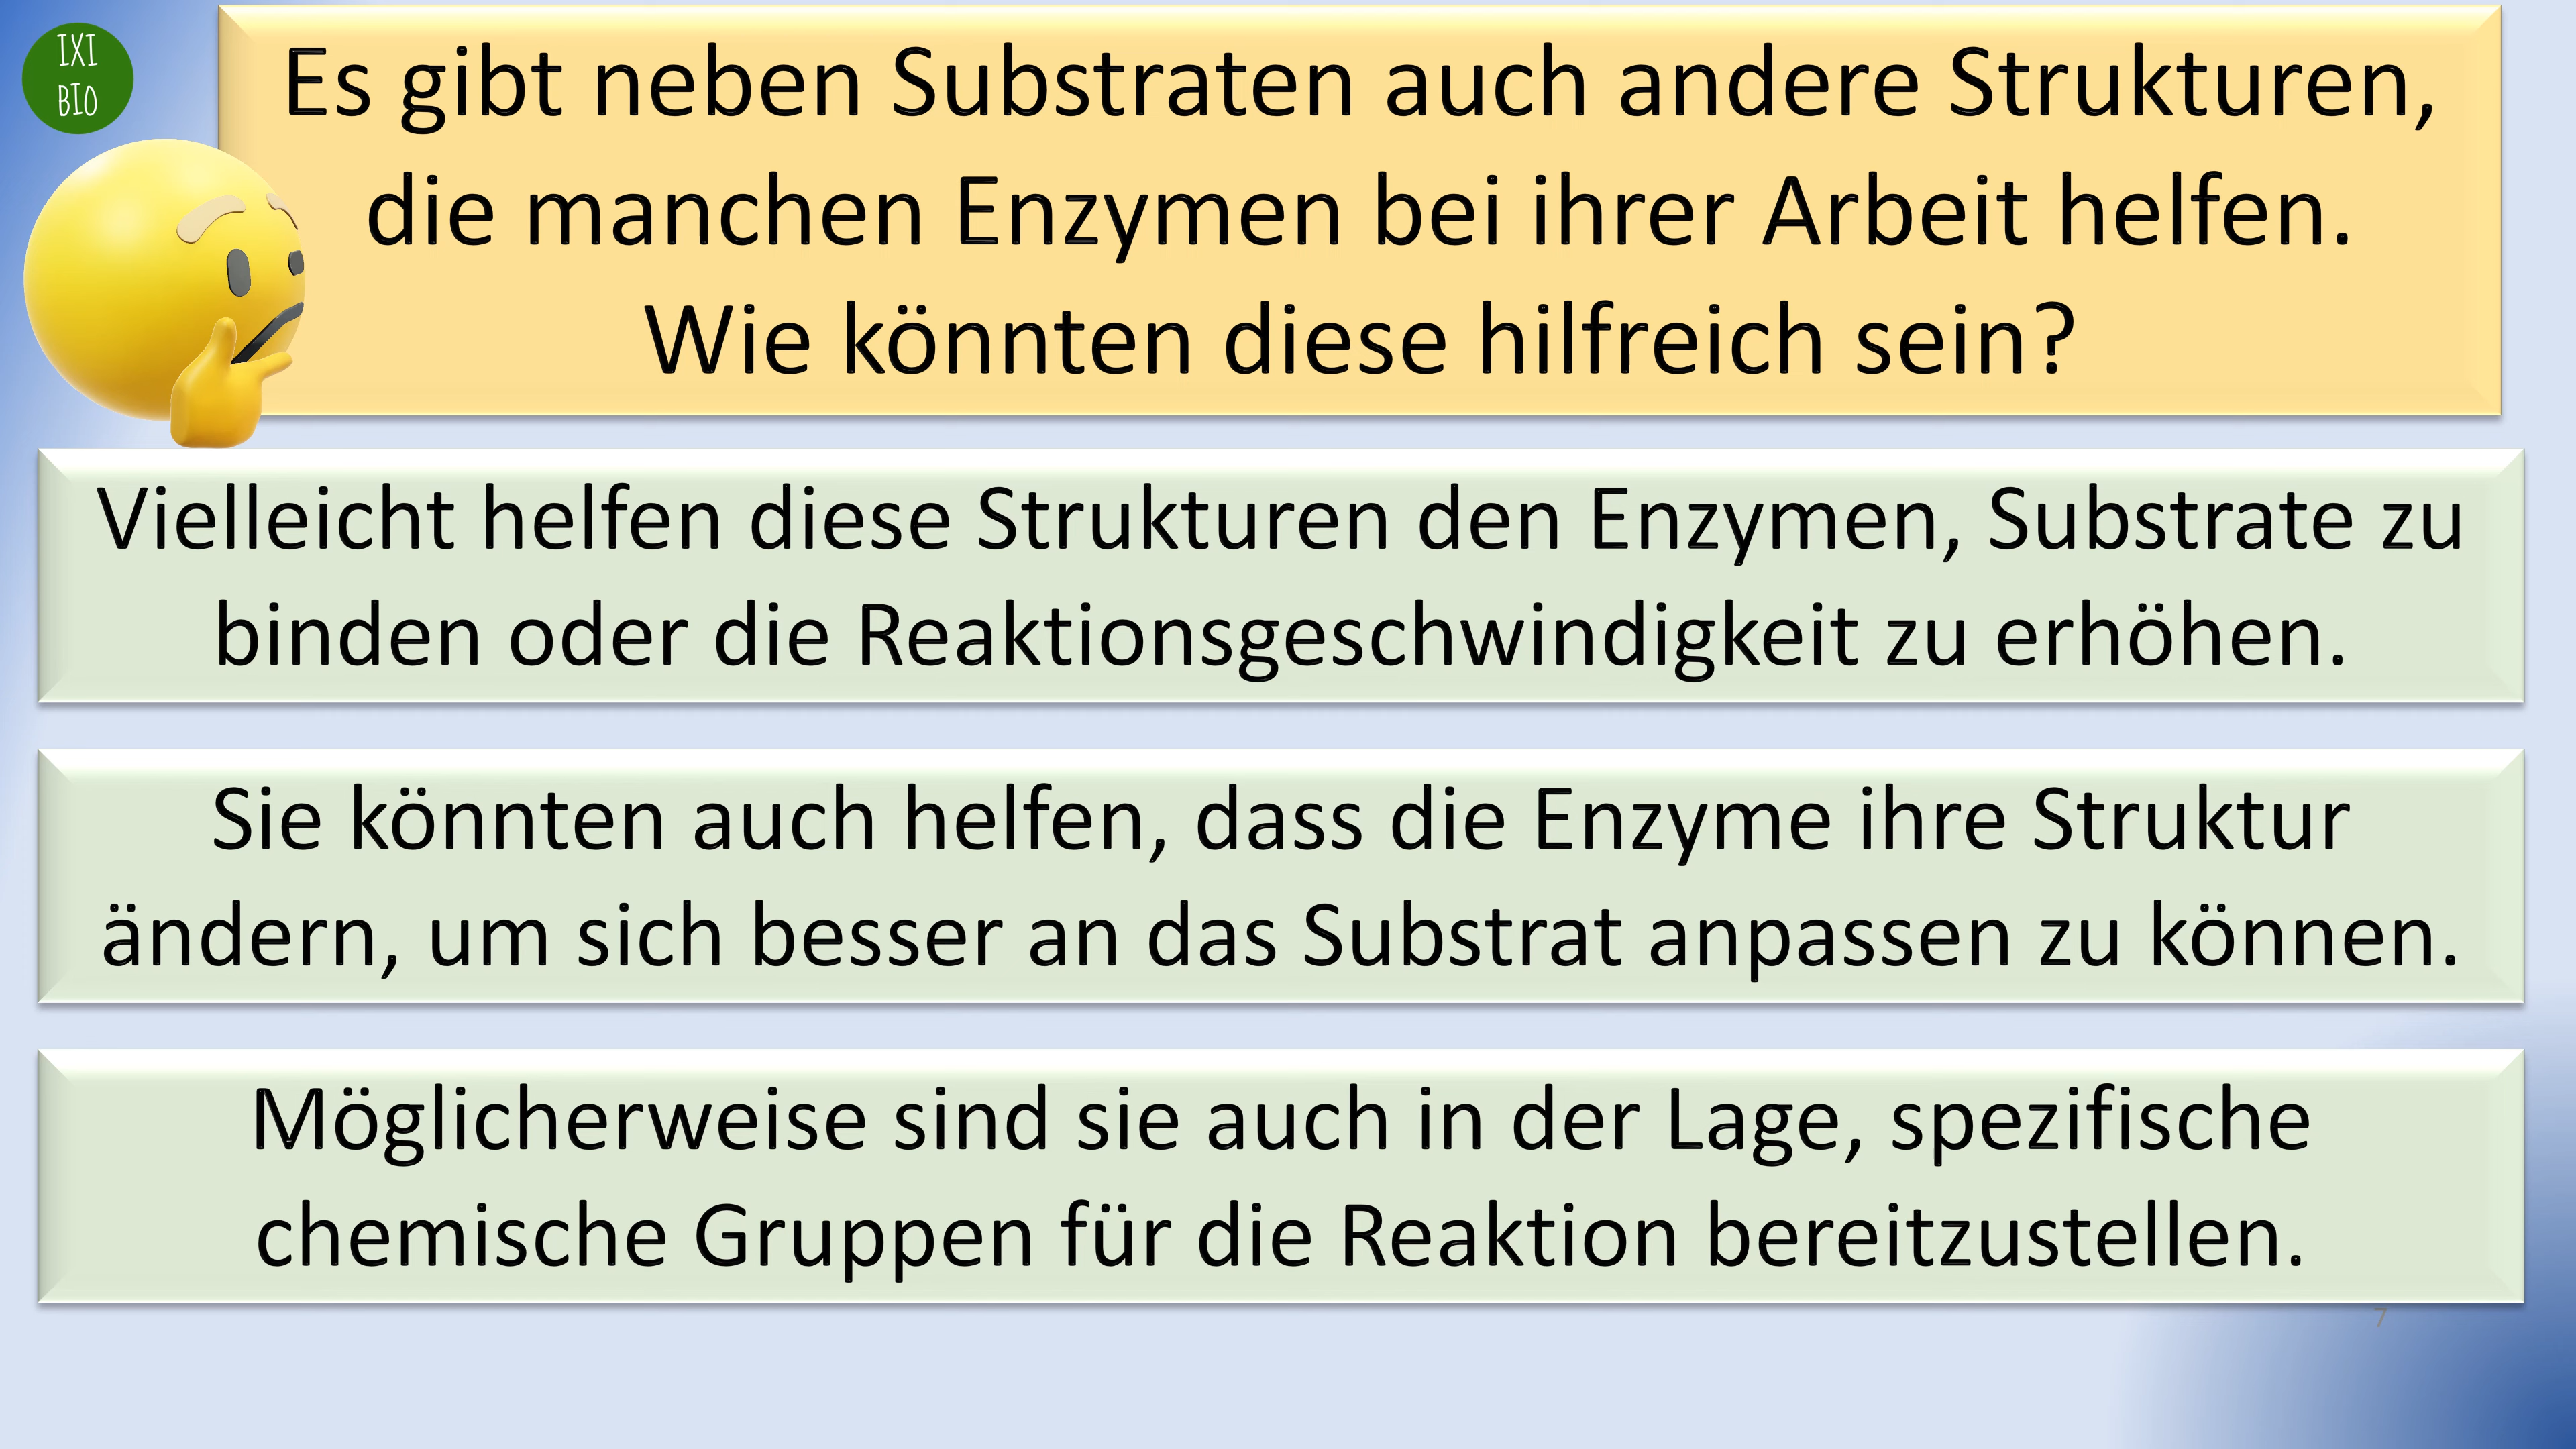 IXI
BIO
Es gibt neben Substraten auch andere Strukturen,
die manchen Enzymen bei ihrer Arbeit helfen.
Wie könnten diese hilfreich sein?
Vielleicht helfen diese Strukturen den Enzymen, Substrate zu
binden oder die Reaktionsgeschwindigkeit zu erhöhen.
Sie könnten auch helfen, dass die Enzyme ihre Struktur
ändern, um sich besser an das Substrat anpassen zu können.
Möglicherweise sind sie auch in der Lage, spezifische
chemische Gruppen für die Reaktion bereitzustellen.
7